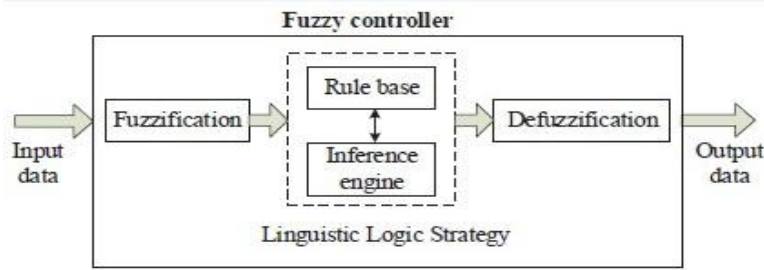 Fuzzy controller
Rule base
Fuzzification
Defuzzification
Input
data
Inference
engine
Output
data
Linguistic Logic Strategy